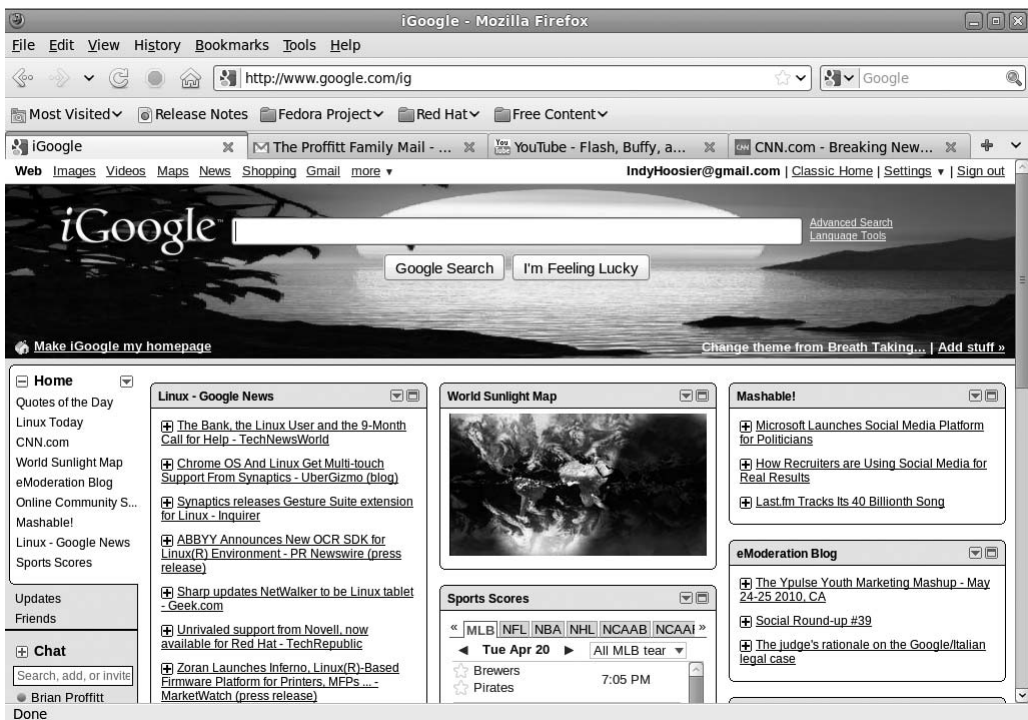 iGoogle - Mozilla Firefox
File Edit View History Bookmarks Tools Help
http://www.google.com/ig
Google
Most Visited Release Notes Fedora Project Red Hat Free Content
iGoogle
The Proffitt Family Mail - ...
YouTube - Flash, Buffy, a...
CNN.com - Breaking New...
Web Images Videos Maps News Shopping Gmail more ▼
IndyHoosier@gmail.com | Classic Home | Settings ▼ | Sign out
iGoogle™
Advanced Search
Language Tools
Google Search
I'm Feeling Lucky
Make iGoogle my homepage
Change theme from Breath Taking... | Add stuff »
Home
Quotes of the Day
Linux Today
CNN.com
World Sunlight Map
eModeration Blog
Online Community S...
Mashable!
Linux - Google News
Sports Scores
Updates
Friends
Chat
Search, add, or invite
Brian Proffitt
Linux - Google News
The Bank, the Linux User and the 9-Month
Call for Help - TechNewsWorld
Chrome OS And Linux Get Multi-touch
Support From Synaptics - UberGizmo (blog)
Synaptics releases Gesture Suite extension
for Linux - Inquirer
ABBYY Announces New OCR SDK for
Linux(R) Environment - PR Newswire (press
release)
Sharp updates NetWalker to be Linux tablet
- Geek.com
Unrivaled support from Novell, now
available for Red Hat - TechRepublic
Zoran Launches Inferno, Linux(R)-Based
Firmware Platform for Printers, MFPs ... -
MarketWatch (press release)
World Sunlight Map
Sports Scores
« MLB NFL NBA NHL NCAAB NCAAF »
◄ Tue Apr 20 ► All MLB tear ▼
Brewers
Pirates
7:05 PM
Mashable!
Microsoft Launches Social Media Platform
for Politicians
How Recruiters are Using Social Media for
Real Results
Last.fm Tracks Its 40 Billionth Song
eModeration Blog
The Ypulse Youth Marketing Mashup - May
24-25 2010, CA
Social Round-up #39
The judge's rationale on the Google/Italian
legal case
Done